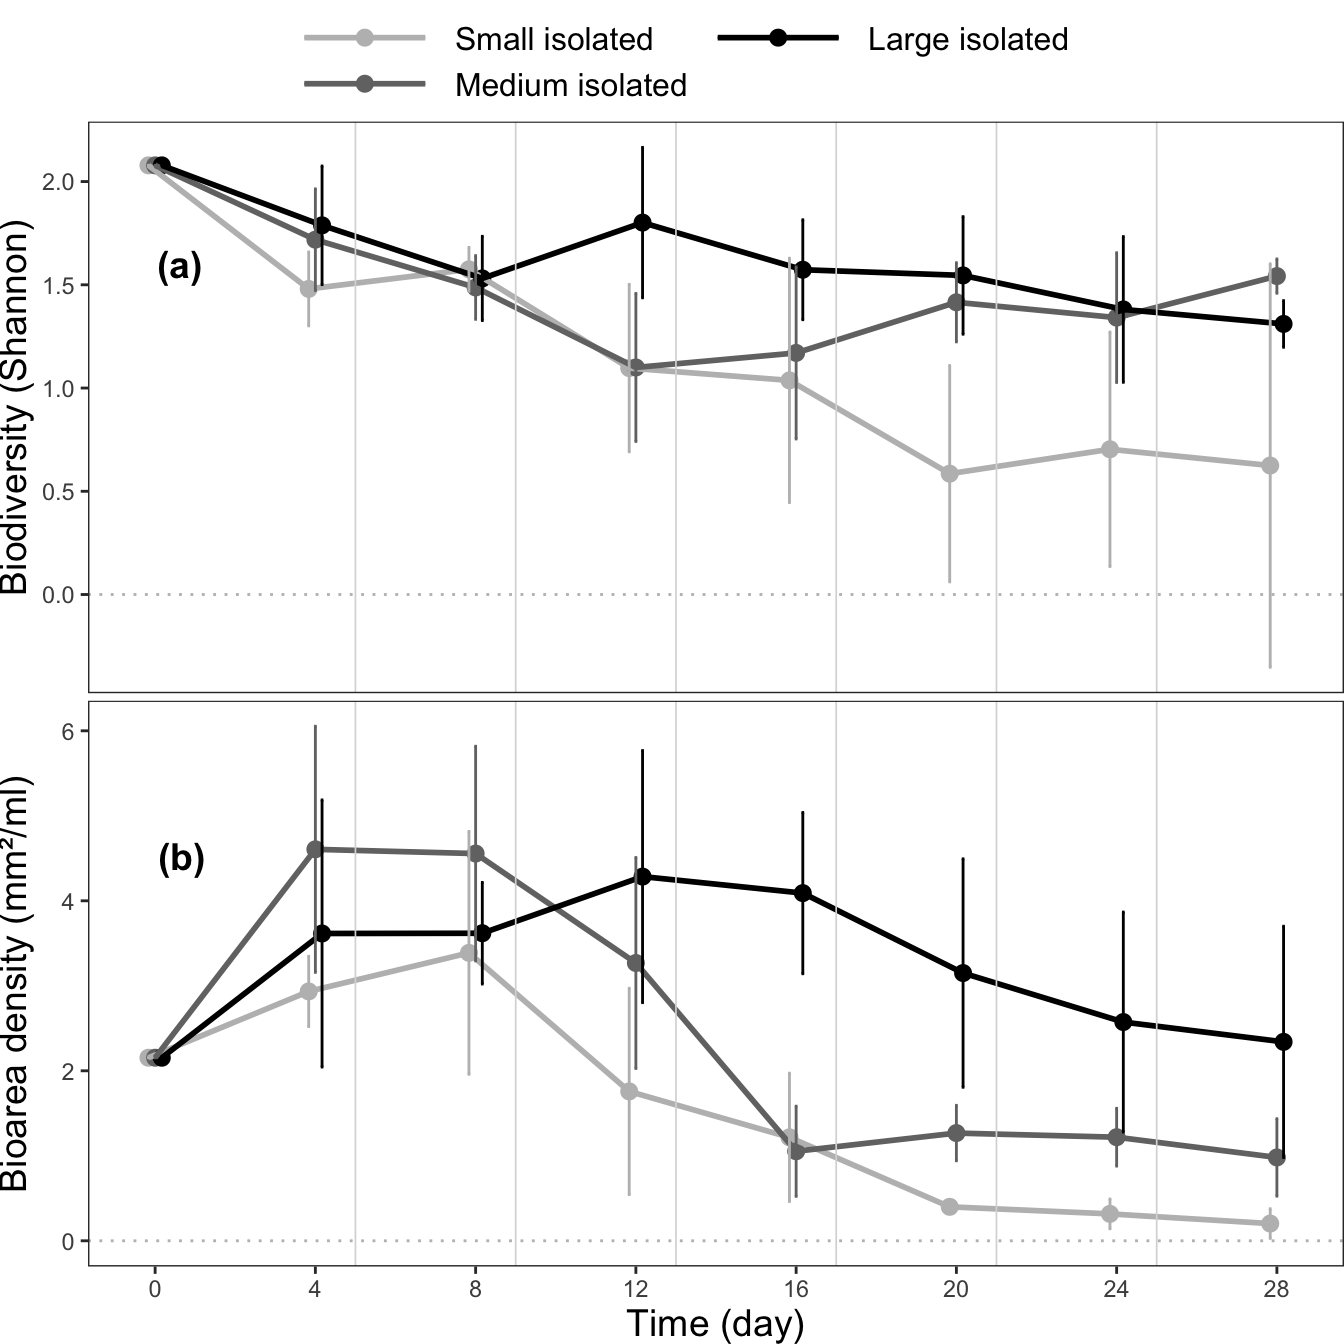 Small isolated
Large isolated
Medium isolated
Biodiversity (Shannon)
2.0
1.5
1.0
0.5
0.0
(a)
Bioarea density (mm²/ml)
6
4
2
0
(b)
0 4 8 12 16 20 24 28
Time (day)